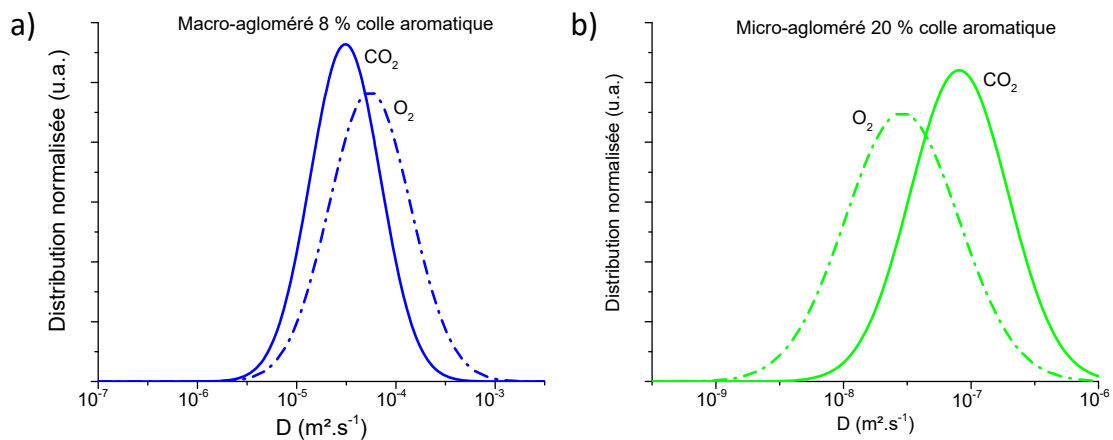 a)
Macro-agloméré 8 % colle aromatique
CO₂
O₂
Distribution normalisée (u.a.)
10⁻⁷ 10⁻⁶ 10⁻⁵ 10⁻⁴ 10⁻³
D (m².s⁻¹)
b)
Micro-agloméré 20 % colle aromatique
CO₂
O₂
Distribution normalisée (u.a.)
10⁻⁹ 10⁻⁸ 10⁻⁷ 10⁻⁶
D (m².s⁻¹)